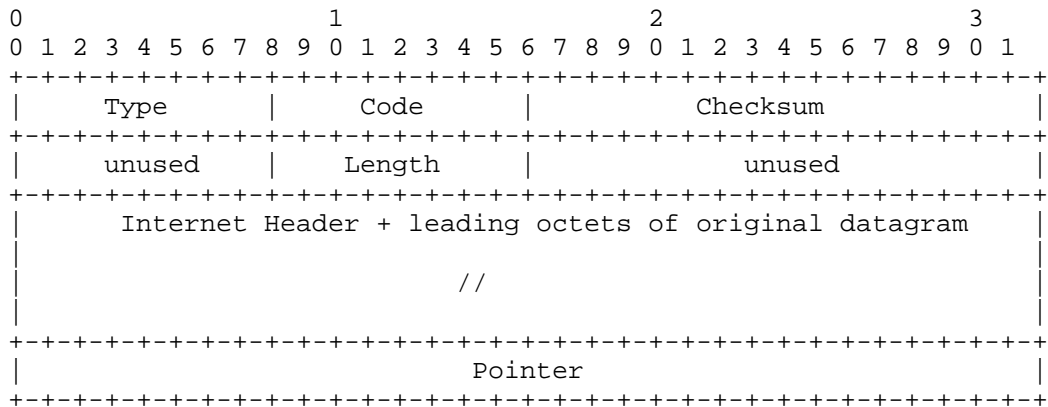 0                   1                   2                   3
0 1 2 3 4 5 6 7 8 9 0 1 2 3 4 5 6 7 8 9 0 1 2 3 4 5 6 7 8 9 0 1
+-+-+-+-+-+-+-+-+-+-+-+-+-+-+-+-+-+-+-+-+-+-+-+-+-+-+-+-+-+-+-+-+
|     Type      |     Code      |          Checksum             |
+-+-+-+-+-+-+-+-+-+-+-+-+-+-+-+-+-+-+-+-+-+-+-+-+-+-+-+-+-+-+-+-+
|     unused    |    Length     |             unused            |
+-+-+-+-+-+-+-+-+-+-+-+-+-+-+-+-+-+-+-+-+-+-+-+-+-+-+-+-+-+-+-+-+
|      Internet Header + leading octets of original datagram    |
|                                                               |
|                           //                                  |
|                                                               |
+-+-+-+-+-+-+-+-+-+-+-+-+-+-+-+-+-+-+-+-+-+-+-+-+-+-+-+-+-+-+-+-+
|                            Pointer                            |
+-+-+-+-+-+-+-+-+-+-+-+-+-+-+-+-+-+-+-+-+-+-+-+-+-+-+-+-+-+-+-+-+